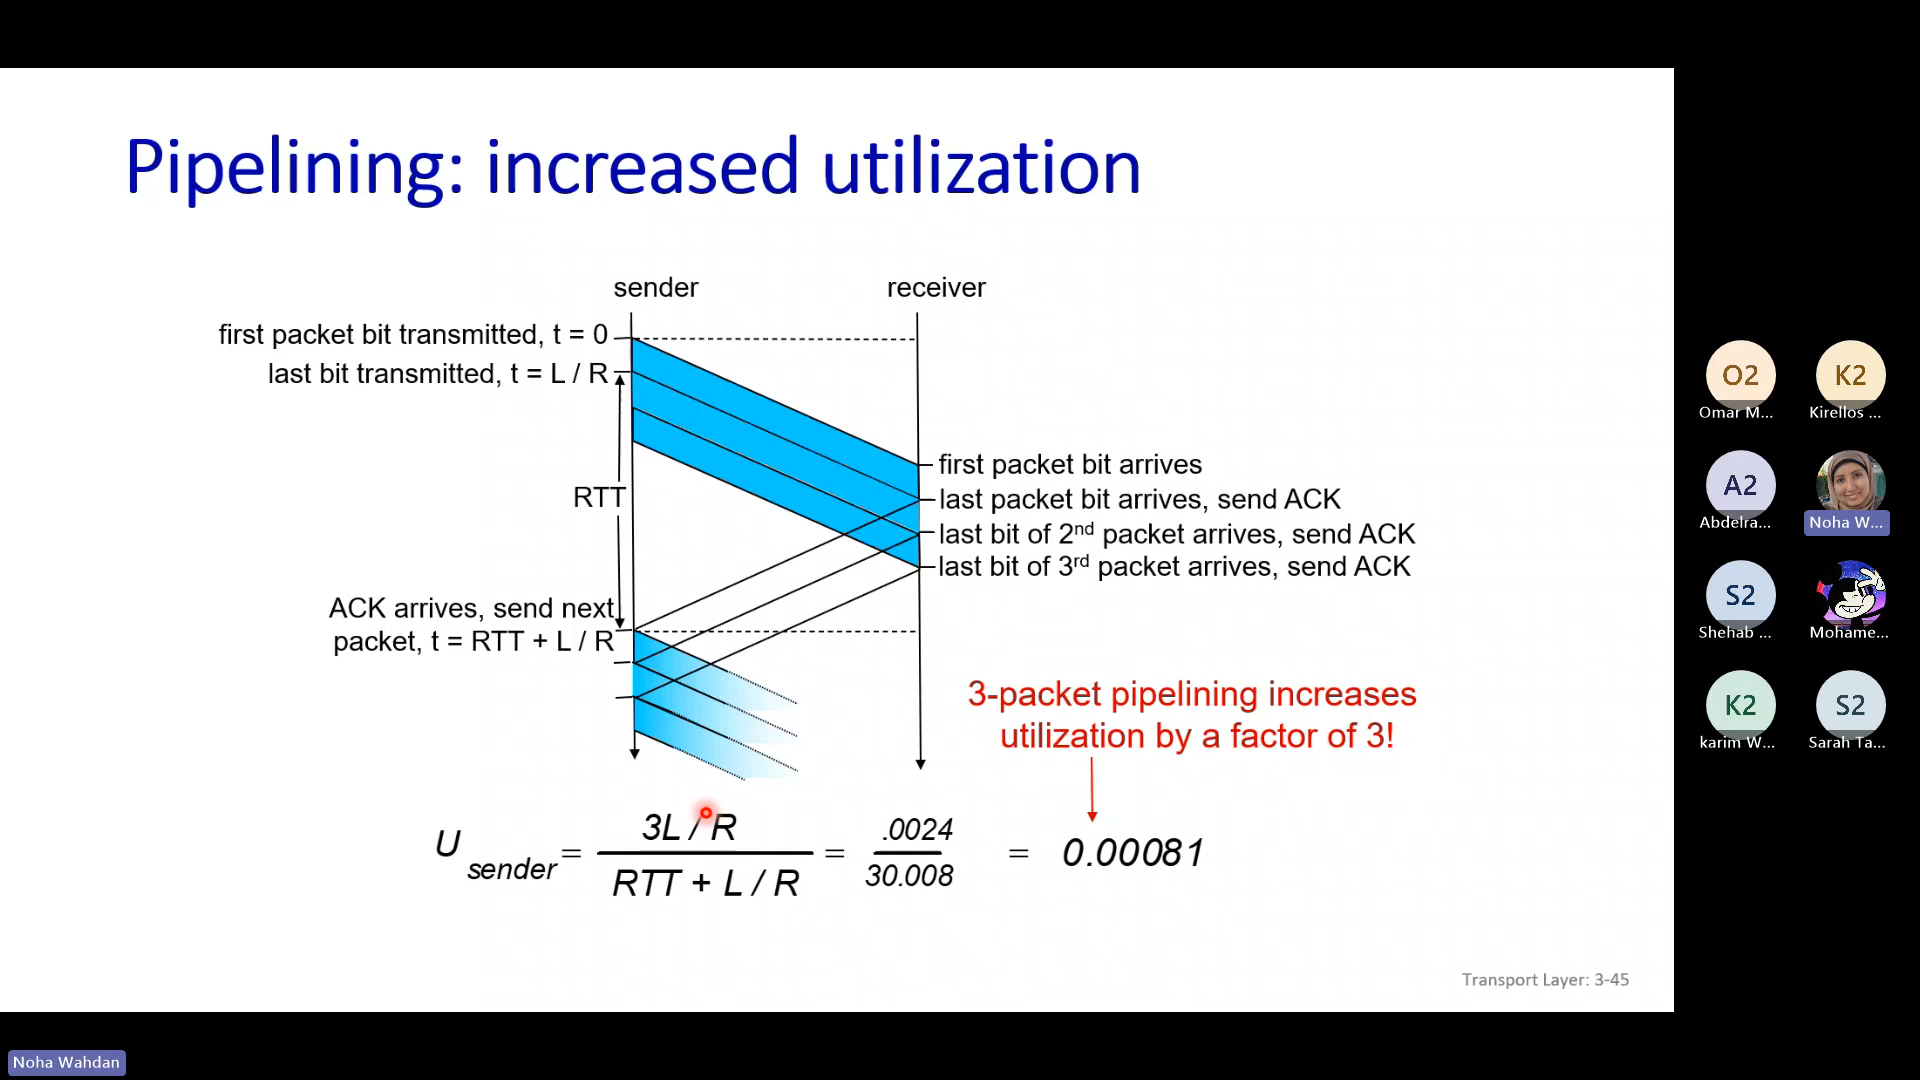 Pipelining: increased utilization
sender
receiver
first packet bit transmitted, t = 0
last bit transmitted, t = L / R
RTT
first packet bit arrives
last packet bit arrives, send ACK
last bit of 2nd packet arrives, send ACK
last bit of 3rd packet arrives, send ACK
ACK arrives, send next
packet, t = RTT + L / R
3-packet pipelining increases
utilization by a factor of 3!
U sender = 3L / R
RTT + L / R
= .0024
30.008
= 0.00081
Transport Layer: 3-45
O2
Omar M...
K2
Kirellos ...
A2
Abdelra...
Noha W...
S2
Shehab ...
Mohame...
K2
karim W...
S2
Sarah Ta...
Noha Wahdan